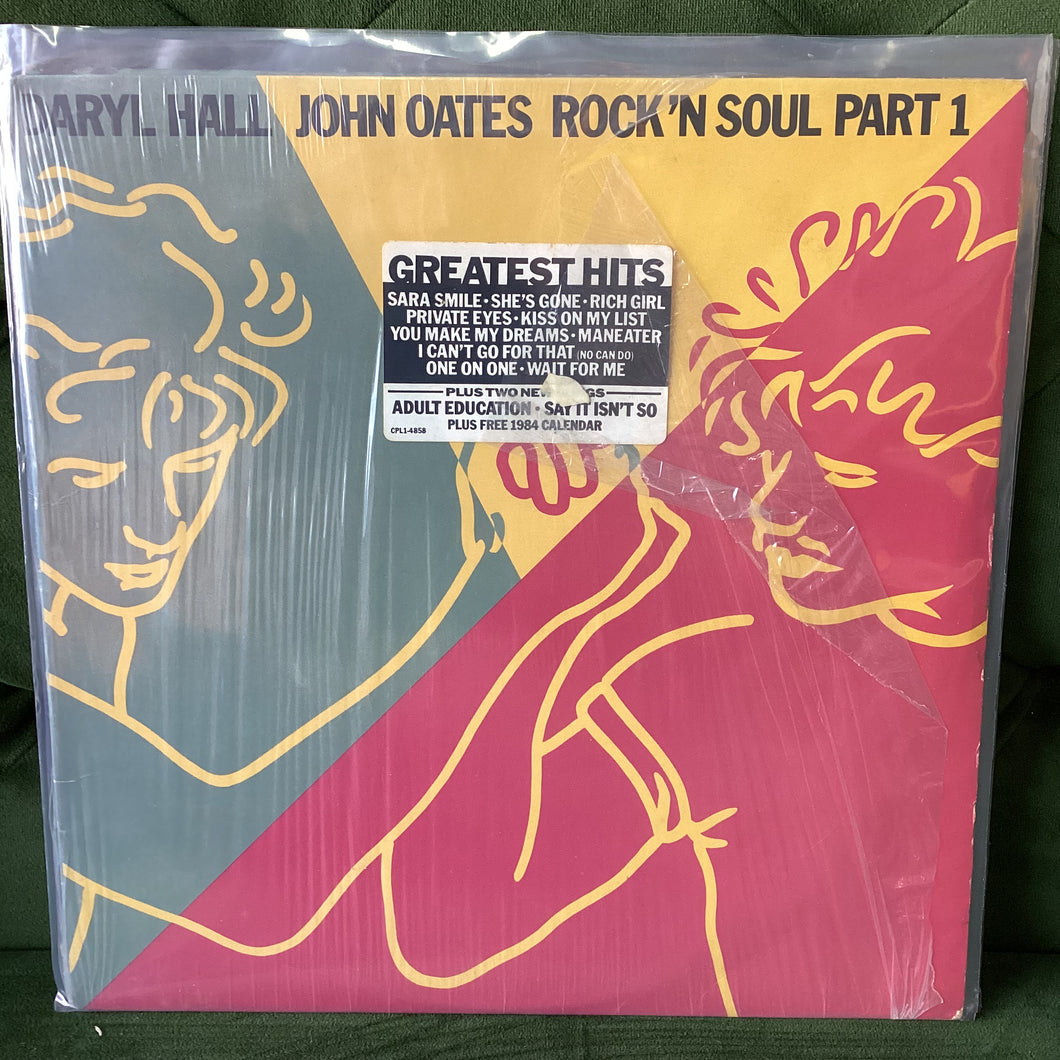 DARYL HALL JOHN OATES ROCK'N SOUL PART 1
GREATEST HITS
SARA SMILE • SHE'S GONE • RICH GIRL
PRIVATE EYES • KISS ON MY LIST
YOU MAKE MY DREAMS • MANEATER
I CAN'T GO FOR THAT (NO CAN DO)
ONE ON ONE • WAIT FOR ME
PLUS TWO NEW
ADULT EDUCATION • SAY IT ISN'T SO
PLUS FREE 1984 CALENDAR
CPL1-4858